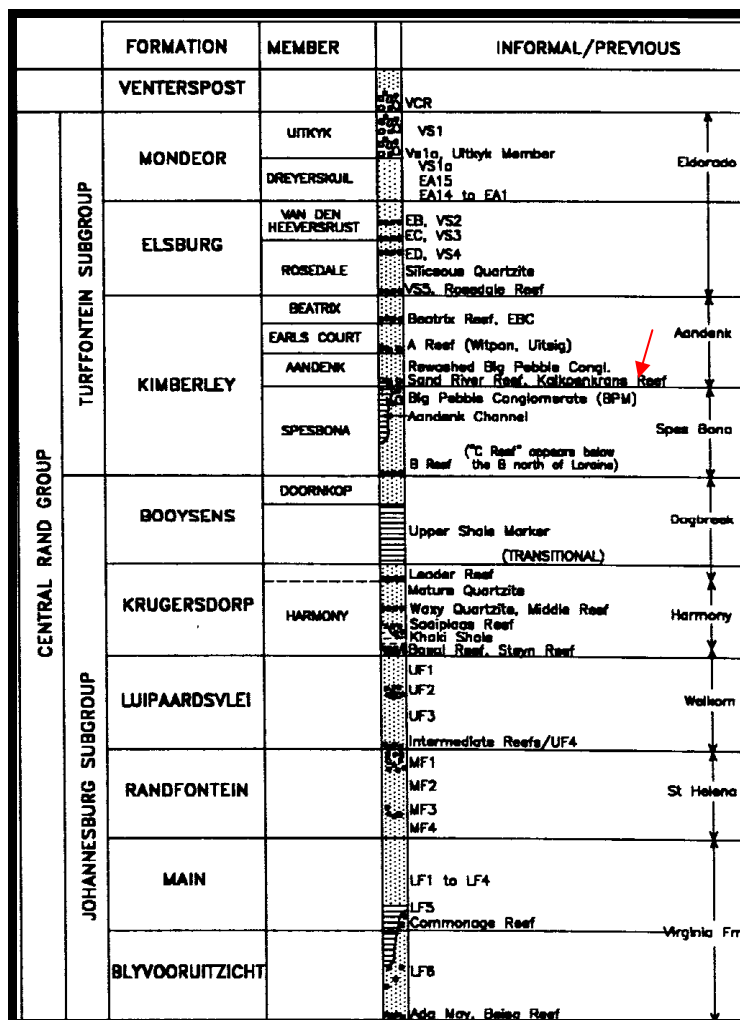 FORMATION MEMBER INFORMAL/PREVIOUS
VENTERSPOST
VCR
CENTRAL RAND GROUP
TURFFONTEIN SUBGROUP
MONDEOR
UITKYK
VS1
Vs1a, Uitkyk Member
DREYERSKUIL
VS1a
EA15
EA14 to EA1
Eldorado
ELSBURG
VAN DEN
HEEVERSRUST
EB, VS2
EC, VS3
ED, VS4
ROSEDALE
Siliceous Quartzite
VS5, Rosedale Reef
KIMBERLEY
BEATRIX
Beatrix Reef, EBC
EARLS COURT
A Reef (Witpan, Uitsig)
AANDENK
Rewashed Big Pebble Congl.
Sand River Reef, Kalkoenkrans Reef
Aandenk
SPESBONA
Big Pebble Conglomerate (BPM)
Aandenk Channel
("C Reef" appears below
B Reef the B north of Loraine)
Spes Bona
JOHANNESBURG SUBGROUP
BOOYSENS
DOORNKOP
Upper Shale Marker
(TRANSITIONAL)
Dagbreek
KRUGERSDORP
Leader Reef
HARMONY
Mature Quartzite
Waxy Quartzite, Middle Reef
Saaiplaas Reef
Khaki Shale
Basal Reef, Steyn Reef
Harmony
LUIPAARDSVLEI
UF1
UF2
UF3
Intermediate Reefs/UF4
Welkom
RANDFONTEIN
MF1
MF2
MF3
MF4
St Helena
MAIN
LF1 to LF4
LF5
Commonage Reef
BLYVOORUITZICHT
LF6
Ada May, Beisa Reef
Virginia Fm